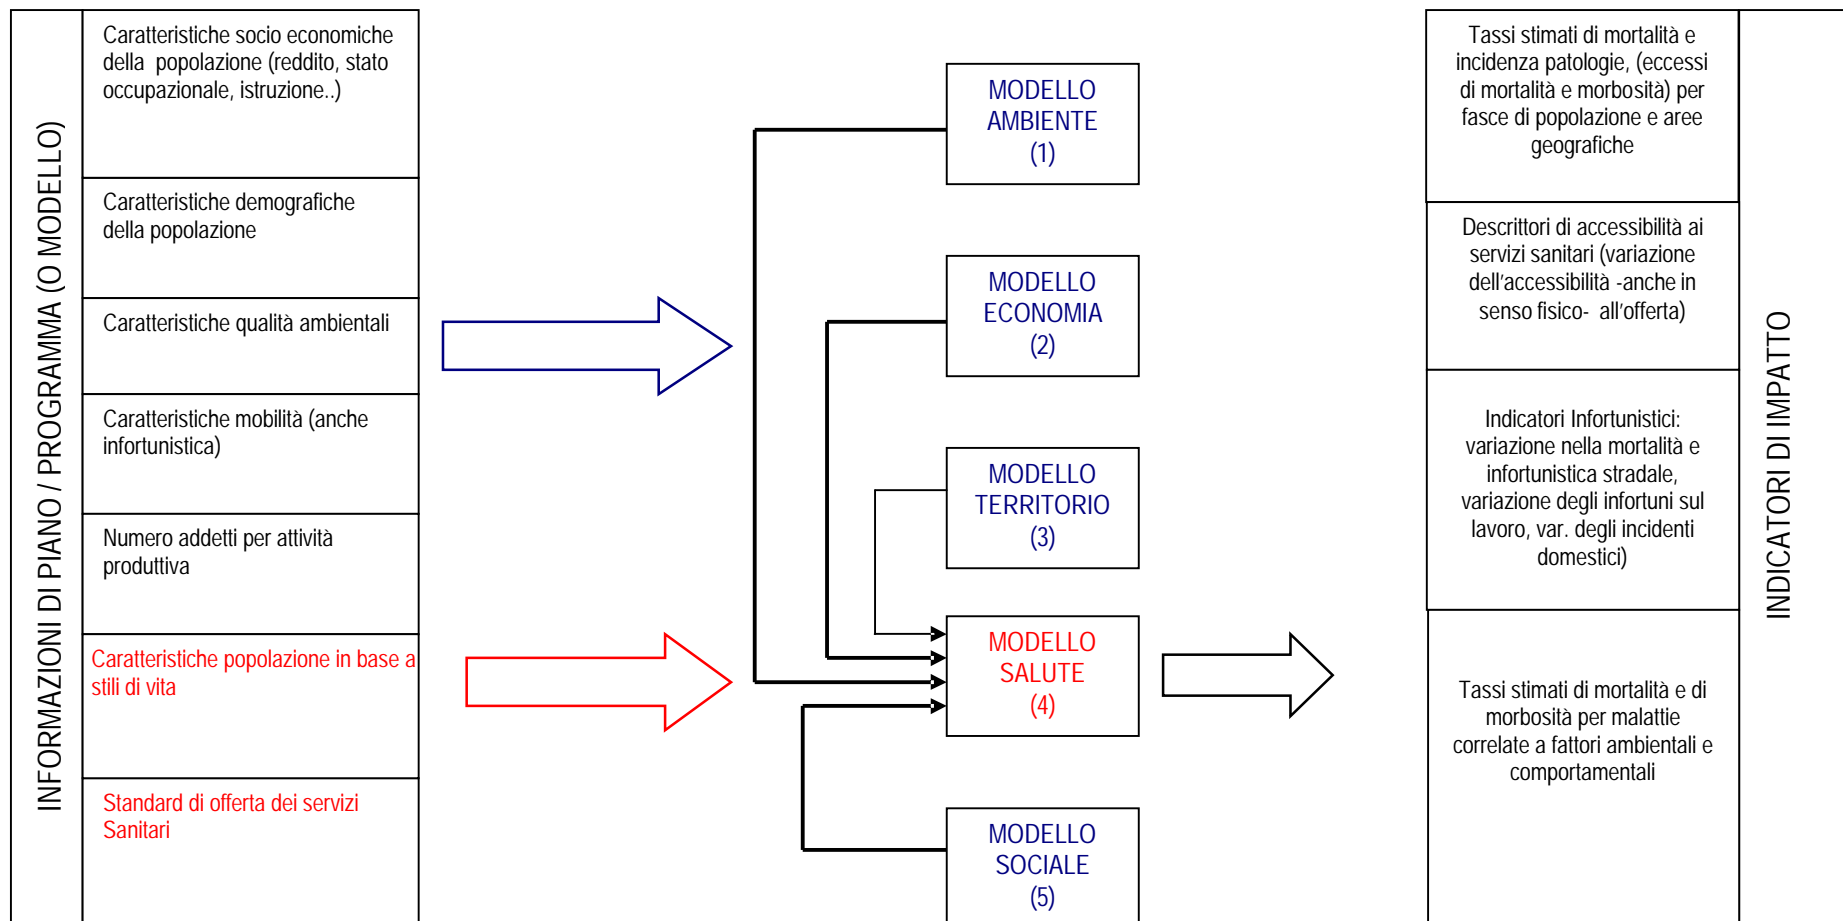 INFORMAZIONI DI PIANO / PROGRAMMA (O MODELLO)
Caratteristiche socio economiche
della popolazione (reddito, stato
occupazionale, istruzione..)
Caratteristiche demografiche
della popolazione
Caratteristiche qualità ambientali
Caratteristiche mobilità (anche
infortunistica)
Numero addetti per attività
produttiva
Caratteristiche popolazione in base a
stili di vita
Standard di offerta dei servizi
Sanitari
MODELLO
AMBIENTE
(1)
MODELLO
ECONOMIA
(2)
MODELLO
TERRITORIO
(3)
MODELLO
SALUTE
(4)
MODELLO
SOCIALE
(5)
Tassi stimati di mortalità e
incidenza patologie, (eccessi
di mortalità e morbosità) per
fasce di popolazione e aree
geografiche
Descrittori di accessibilità ai
servizi sanitari (variazione
dell'accessibilità -anche in
senso fisico- all'offerta)
Indicatori Infortunistici:
variazione nella mortalità e
infortunistica stradale,
variazione degli infortuni sul
lavoro, var. degli incidenti
domestici)
Tassi stimati di mortalità e di
morbosità per malattie
correlate a fattori ambientali e
comportamentali
INDICATORI DI IMPATTO